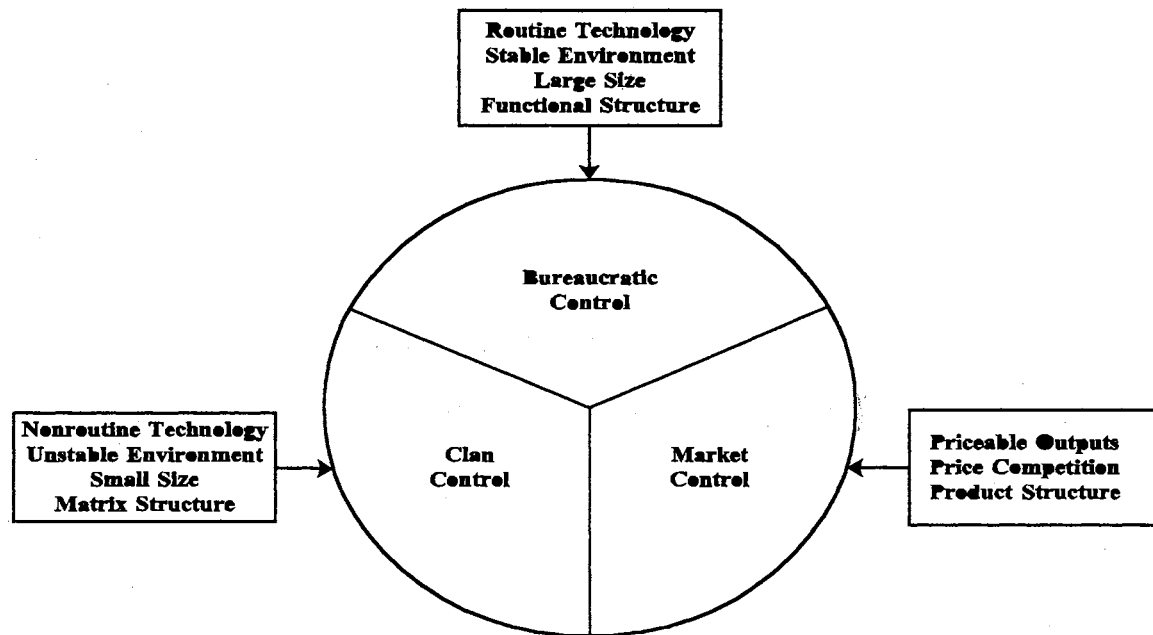 Routine Technology
Stable Environment
Large Size
Functional Structure
Bureaucratic
Control
Nonroutine Technology
Unstable Environment
Small Size
Matrix Structure
Clan
Control
Market
Control
Priceable Outputs
Price Competition
Product Structure